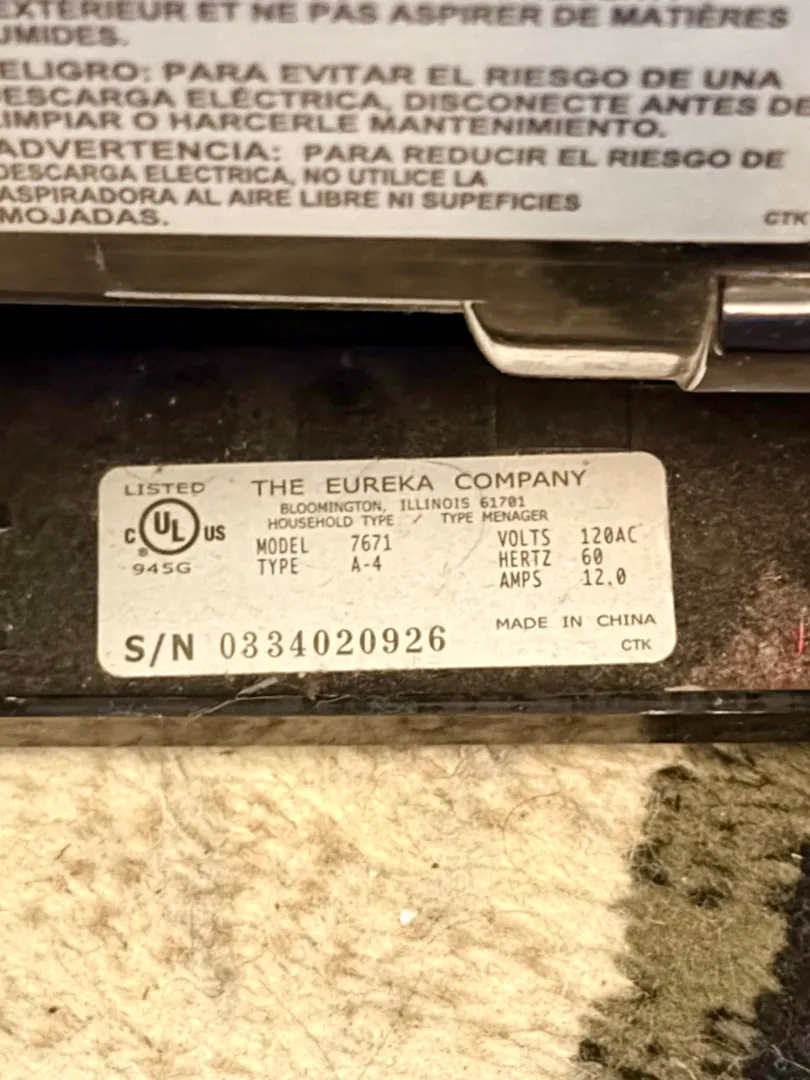 EXTÉRIEUR ET NE PAS ASPIRER DE MATIÈRES
UMIDES.
ELIGRO: PARA EVITAR EL RIESGO DE UNA
DESCARGA ELÉCTRICA, DISCONECTE ANTES DE
LIMPIAR O HARCERLE MANTENIMIENTO.
ADVERTENCIA: PARA REDUCIR EL RIESGO DE
DESCARGA ELECTRICA, NO UTILICE LA
ASPIRADORA AL AIRE LIBRE NI SUPEFICIES
MOJADAS.
CTK
LISTED
C UL US
®
945G
THE EUREKA COMPANY
BLOOMINGTON, ILLINOIS 61701
HOUSEHOLD TYPE / TYPE MENAGER
MODEL 7671
TYPE A-4
VOLTS 120AC
HERTZ 60
AMPS 12.0
MADE IN CHINA
S/N 0334020926
CTK